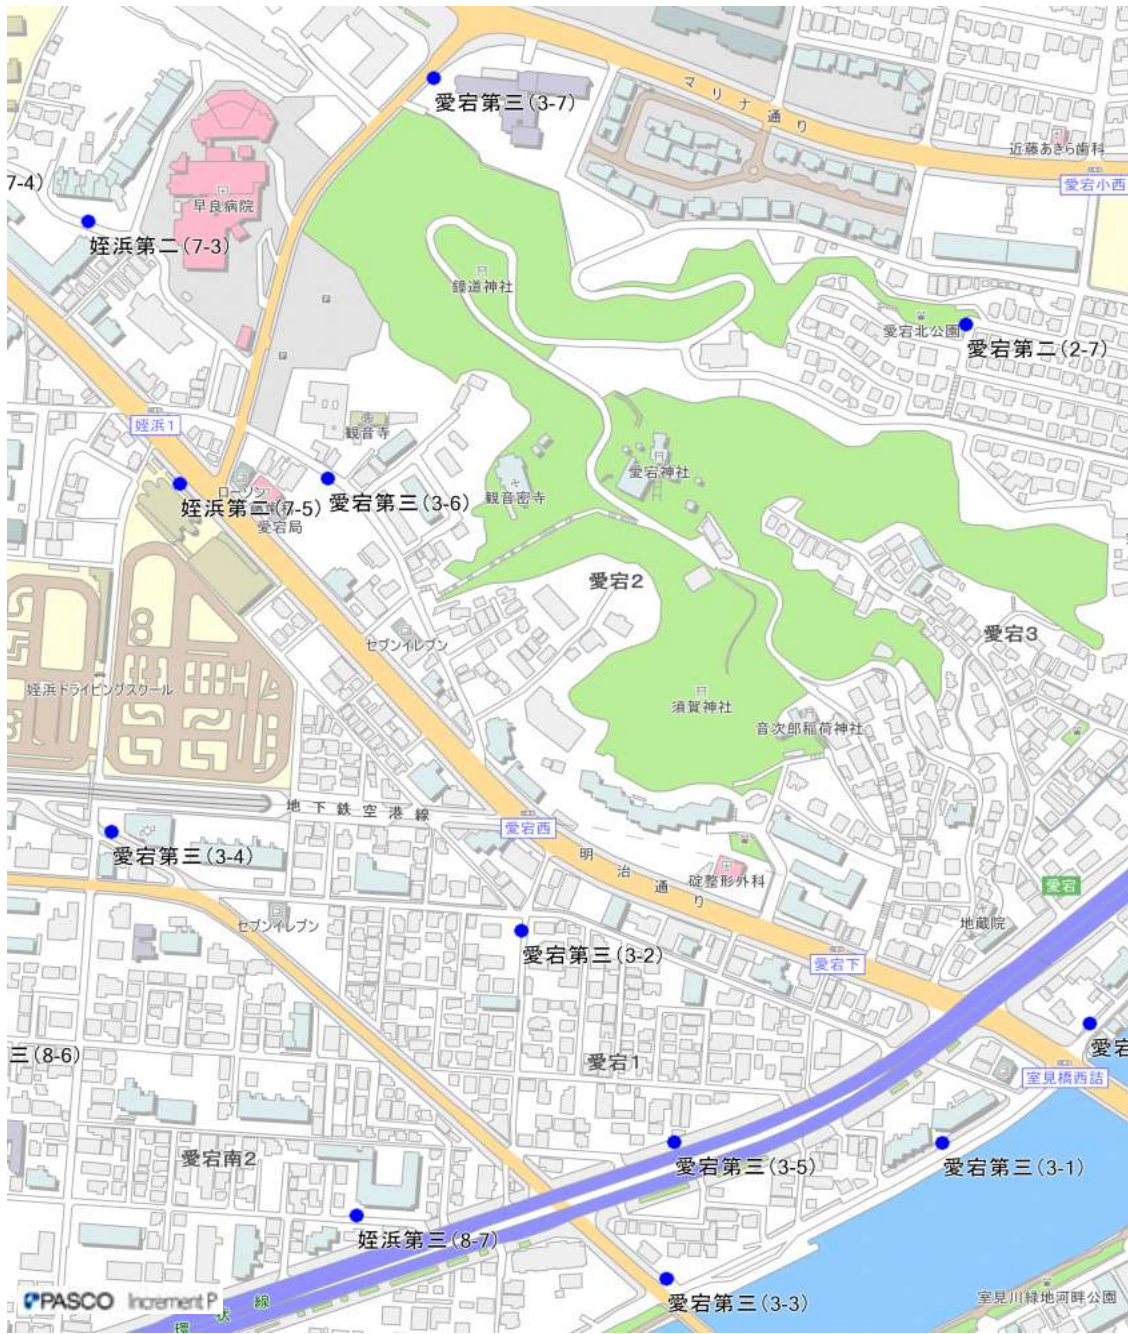 愛宕第三(3-7)
マリナ通り
近藤あきら歯科
愛宕小西
7-4)
早良病院
姪浜第二(7-3)
鐘道神社
P
愛宕北公園
愛宕第二(2-7)
P
姪浜1
観音寺
愛宕神社
ローソン
愛宕第三(3-6)
観音密寺
姪浜第二(7-5)
愛宕局
愛宕2
愛宕3
セブンイレブン
姪浜ドライビングスクール
須賀神社
音次郎稲荷神社
地下鉄空港線
愛宕西
愛宕第三(3-4)
明治通り
碇整形外科
愛宕
セブンイレブン
地蔵院
愛宕第三(3-2)
愛宕下
三(8-6)
愛宕1
愛宕
室見橋西詰
愛宕南2
愛宕第三(3-5)
愛宕第三(3-1)
姪浜第三(8-7)
愛宕第三(3-3)
室見川緑地河畔公園
PASCO Increment P
環状線